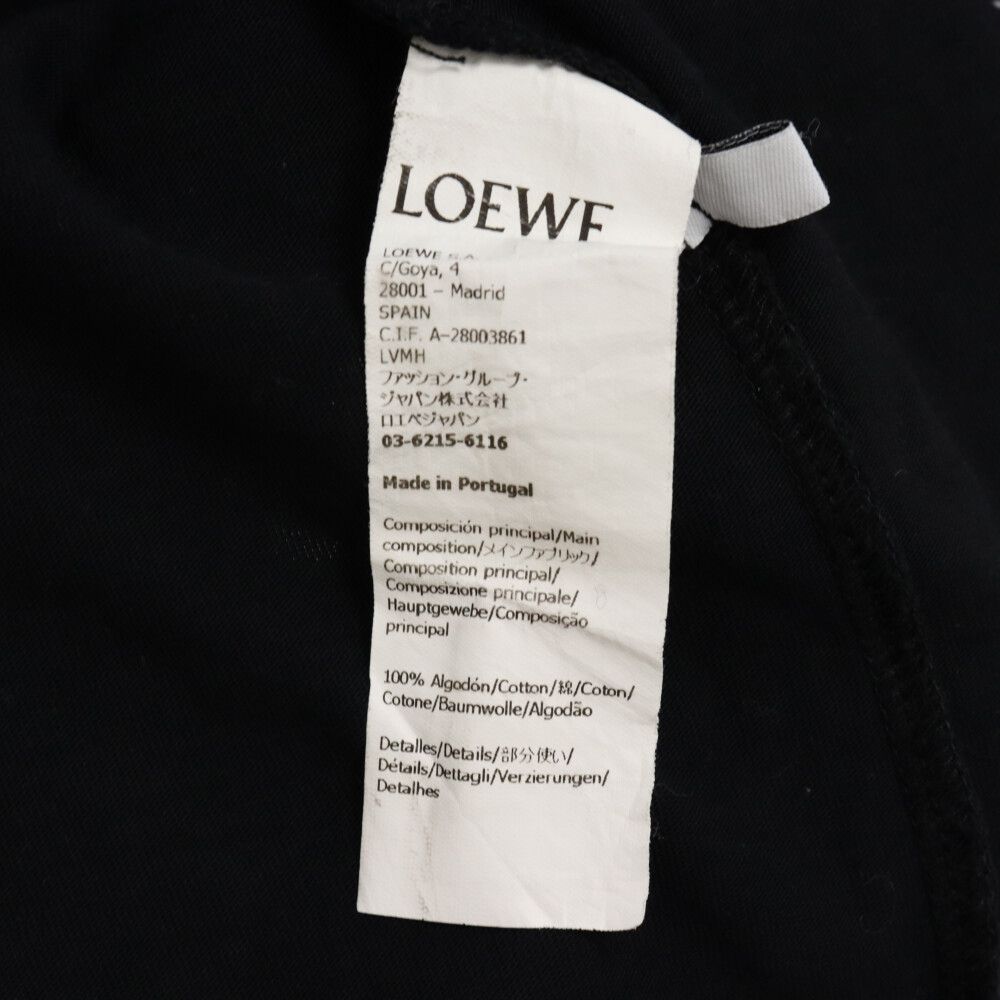 LOEWE
LOEWE S.A.
C/Goya, 4
28001 – Madrid
SPAIN
C.I.F. A-28003861
LVMH
ファッション・グループ・
ジャパン株式会社
ロエベジャパン
03-6215-6116
Made in Portugal
Composición principal/Main
composition/メインファブリック/
Composition principal/
Composizione principale/
Hauptgewebe/Composição
principal
100% Algodón/Cotton/綿/Coton/
Cotone/Baumwolle/Algodão
Detalles/Details/部分使い/
Détails/Dettagli/Verzierungen/
Detalhes